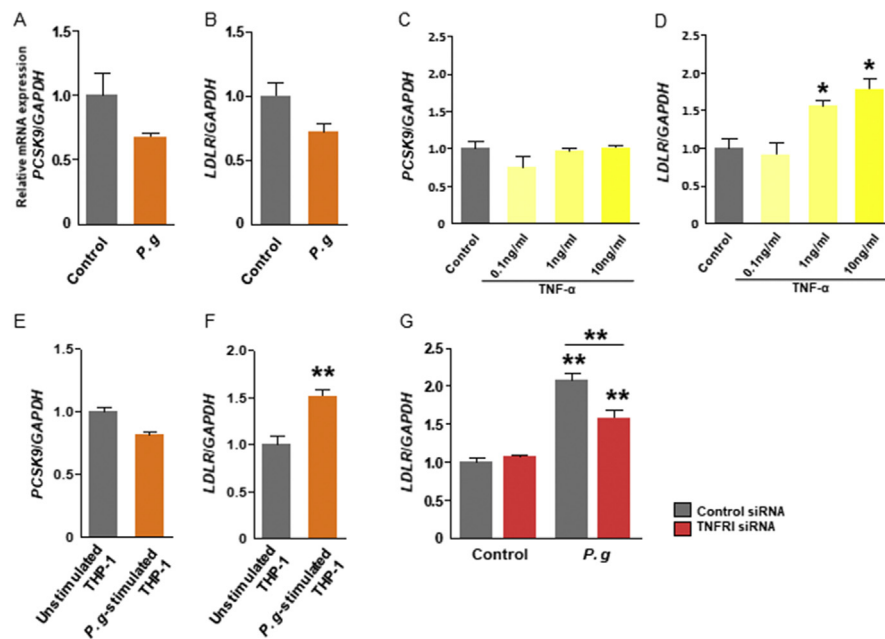 A
Relative mRNA expression
PCSK9/GAPDH
1.5
1.0
0.5
0
Control
P.g
B
LDLR/GAPDH
1.5
1.0
0.5
0
Control
P.g
C
PCSK9/GAPDH
2.5
2.0
1.5
1.0
0.5
0
Control
0.1ng/ml
1ng/ml
10ng/ml
TNF-α
D
LDLR/GAPDH
2.5
2.0
1.5
1.0
0.5
0
*
*
Control
0.1ng/ml
1ng/ml
10ng/ml
TNF-α
E
PCSK9/GAPDH
1.5
1.0
0.5
0
Unstimulated
THP-1
P.g-stimulated
THP-1
F
LDLR/GAPDH
2.0
1.5
1.0
0.5
0
**
Unstimulated
THP-1
P.g-stimulated
THP-1
G
LDLR/GAPDH
2.5
2.0
1.5
1.0
0.5
0
**
**
**
Control
P.g
Control siRNA
TNFRI siRNA